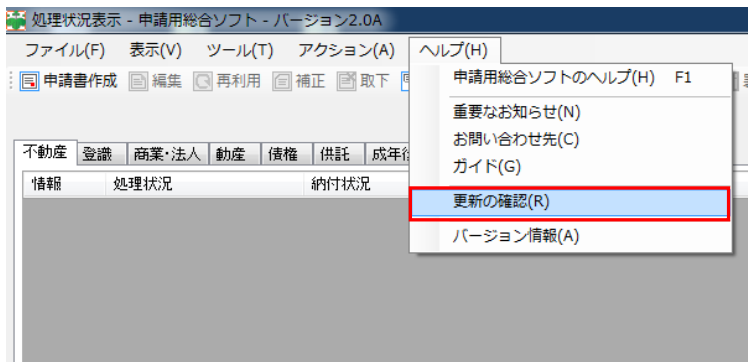 処理状況表示 - 申請用総合ソフト - バージョン2.0A
ファイル(F) 表示(V) ツール(T) アクション(A) ヘルプ(H)
申請書作成 編集 再利用 補正 取下
申請用総合ソフトのヘルプ(H) F1
重要なお知らせ(N)
お問い合わせ先(C)
ガイド(G)
更新の確認(R)
バージョン情報(A)
不動産 登識 商業・法人 動産 債権 供託 成年後
情報 処理状況 納付状況